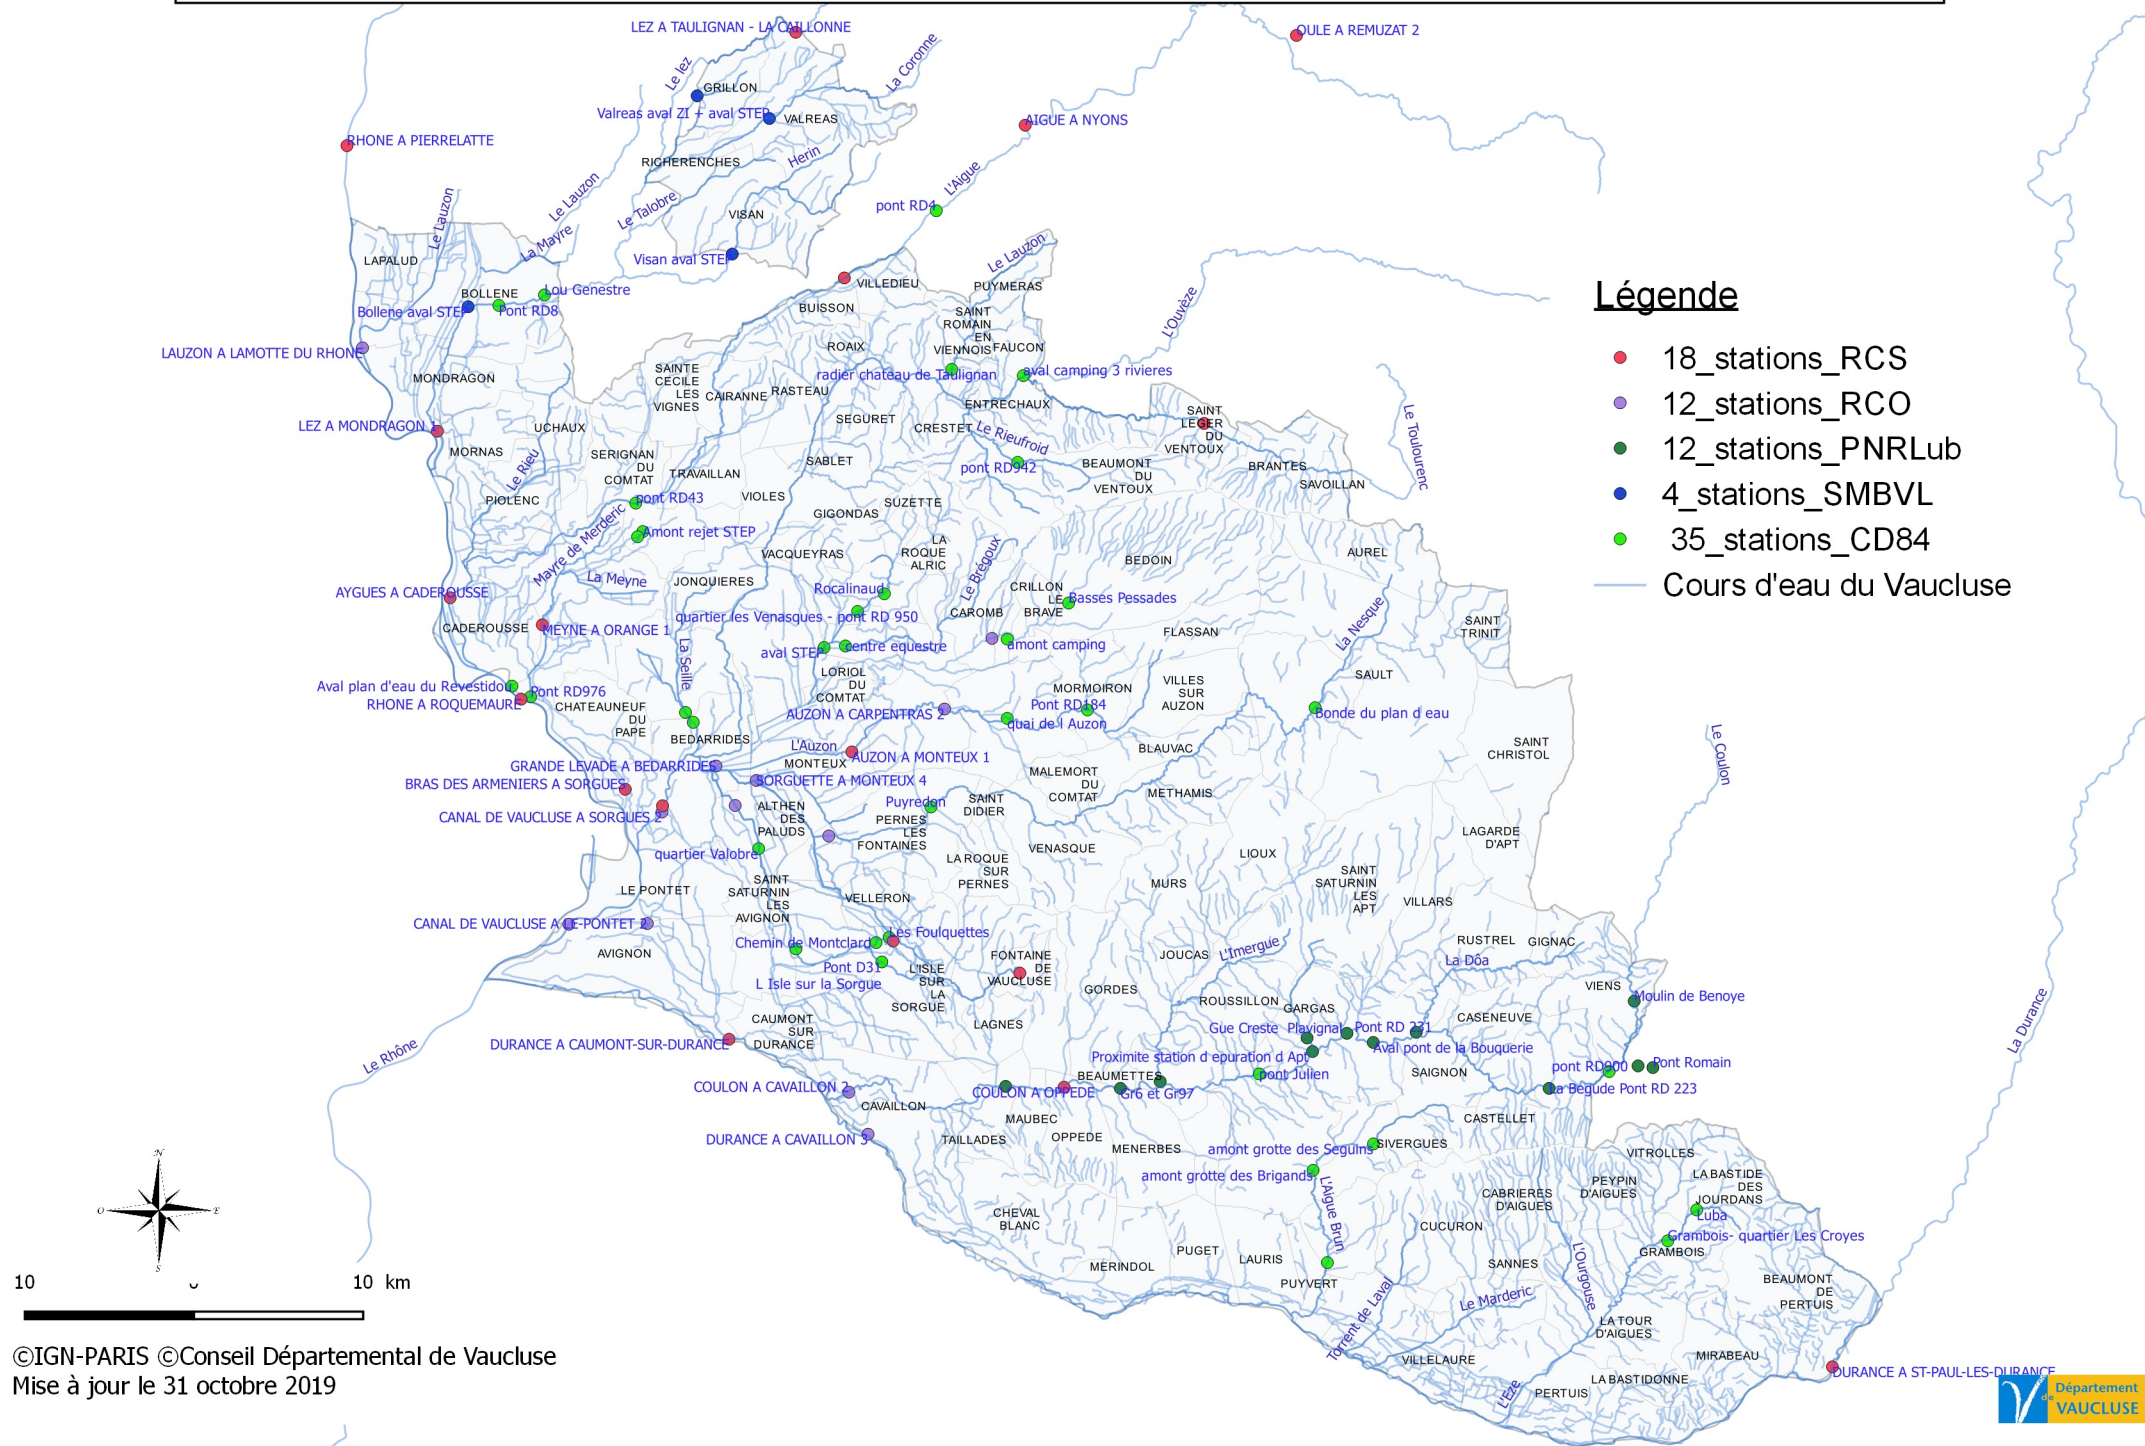 LEZ A TAULIGNAN - LA CAILLONNE
OULE A REMUZAT 2
La Coronne
Le lez
GRILLON
Valreas aval ZI + aval STEP
VALREAS
AIGUE A NYONS
RHONE A PIERRELATTE
RICHERENCHES
Herin
L'Aigue
Le Lauzon
Le Lauzon
Le Talobre
pont RD4
VISAN
La Mayre
Le Lauzon
LAPALUD
Visan aval STEP
VILLEDIEU
PUYMERAS
BOLLENE
Lou Genestre
L'Ouvèze
Légende
Bollene aval STEP
Pont RD8
BUISSON
SAINT
ROMAIN
EN
VIENNOIS
FAUCON
ROAIX
LAUZON A LAMOTTE DU RHONE
18_stations_RCS
MONDRAGON
SAINTE
CECILE
LES
VIGNES
CAIRANNE
RASTEAU
radier chateau de Taulignan
aval camping 3 rivieres
12_stations_RCO
ENTRECHAUX
SEGURET
CRESTET
Le Rieufroid
SAINT
LEGER
DU
VENTOUX
Le Toulourenc
LEZ A MONDRAGON 1
UCHAUX
12_stations_PNRLub
MORNAS
Le Rieu
SERIGNAN
DU
COMTAT
TRAVAILLAN
SABLET
pont RD942
BEAUMONT
DU
VENTOUX
BRANTES
SAVOILLAN
4_stations_SMBVL
PIOLENC
pont RD43
VIOLES
GIGONDAS
SUZETTE
Mayre de Merderic
Amont rejet STEP
35_stations_CD84
VACQUEYRAS
LA
ROQUE
ALRIC
Le Brégoux
BEDOIN
AUREL
La Meyne
JONQUIERES
Cours d'eau du Vaucluse
AYGUES A CADEROUSSE
Rocalinaud
CRILLON
LE
BRAVE
Basses Pessades
CAROMB
La Nesque
quartier les Venasques - pont RD 950
CADEROUSSE
MEYNE A ORANGE 1
FLASSAN
SAINT
TRINIT
La Seille
aval STEP
centre equestre
amont camping
LORIOL
DU
COMTAT
SAULT
Aval plan d'eau du Revestidou
Pont RD976
RHONE A ROQUEMAURE
CHATEAUNEUF
DU
PAPE
MORMOIRON
VILLES
SUR
AUZON
Pont RD184
AUZON A CARPENTRAS 2
quai de l Auzon
Bonde du plan d eau
BEDARRIDES
L'Auzon
AUZON A MONTEUX 1
BLAUVAC
SAINT
CHRISTOL
Le Coulon
GRANDE LEVADE A BEDARRIDES
MONTEUX
SORGUETTE A MONTEUX 4
BRAS DES ARMENIERS A SORGUES
MALEMORT
DU
COMTAT
METHAMIS
CANAL DE VAUCLUSE A SORGUES 2
ALTHEN
DES
PALUDS
Puyredon
SAINT
DIDIER
PERNES
LES
FONTAINES
LAGARDE
D'APT
quartier Valobre
VENASQUE
LIOUX
LA ROQUE
SUR
PERNES
LE PONTET
SAINT
SATURNIN
LES
AVIGNON
VELLERON
MURS
SAINT
SATURNIN
LES
APT
VILLARS
CANAL DE VAUCLUSE A LE-PONTET 2
Les Foulquettes
Chemin de Montclard
AVIGNON
FONTAINE
DE
VAUCLUSE
JOUCAS
L'Imergue
RUSTREL
GIGNAC
La Dôa
Pont D31
L Isle sur la Sorgue
L'ISLE
SUR
LA
SORGUE
GORDES
VIENS
Moulin de Benoye
ROUSSILLON
GARGAS
La Durance
CAUMONT
SUR
DURANCE
LAGNES
CASENEUVE
Gue Creste
Plavignal
Pont RD 231
Le Rhône
DURANCE A CAUMONT-SUR-DURANCE
Aval pont de la Bouquerie
Proximite station d epuration d Apt
BEAUMETTES
pont Julien
SAIGNON
pont RD900
Pont Romain
COULON A CAVAILLON 2
COULON A OPPEDE
Gr6 et Gr97
La Begude Pont RD 223
CAVAILLON
MAUBEC
CASTELLET
DURANCE A CAVAILLON 3
TAILLADES
OPPEDE
MENERBES
amont grotte des Seguins
SIVERGUES
amont grotte des Brigands
VITROLLES
LA BASTIDE
DES
JOURDANS
PEYPIN
D'AIGUES
CABRIERES
D'AIGUES
L'Aigue Brun
CHEVAL
BLANC
CUCURON
Luba
Grambois- quartier Les Croyes
GRAMBOIS
PUGET
LAURIS
MERINDOL
SANNES
L'Ourgouse
PUYVERT
BEAUMONT
DE
PERTUIS
Torrent de Laval
Le Marderic
LA TOUR
D'AIGUES
VILLELAURE
MIRABEAU
DURANCE A ST-PAUL-LES-DURANCE
LA BASTIDONNE
PERTUIS
L'Eze
N
O
E
S
10
10 km
©IGN-PARIS ©Conseil Départemental de Vaucluse
Mise à jour le 31 octobre 2019
Département
VAUCLUSE